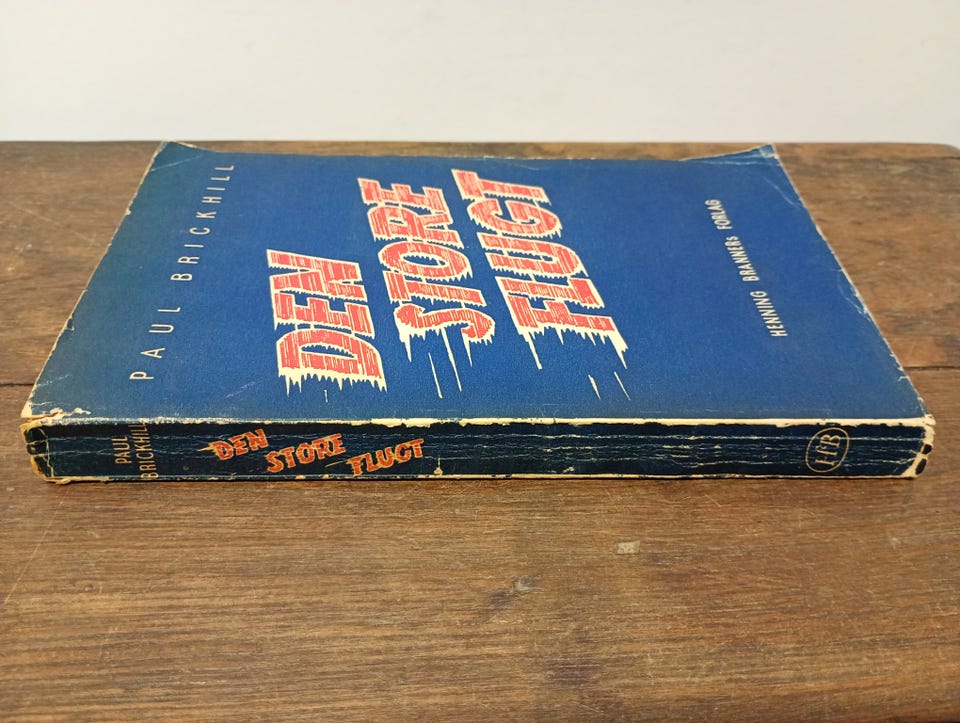 PAUL BRICKHILL
DEN
STORE
FLUGT
HENNING BRANNERS FORLAG
PAUL
BRICKHILL
DEN
STORE
FLUGT
HB